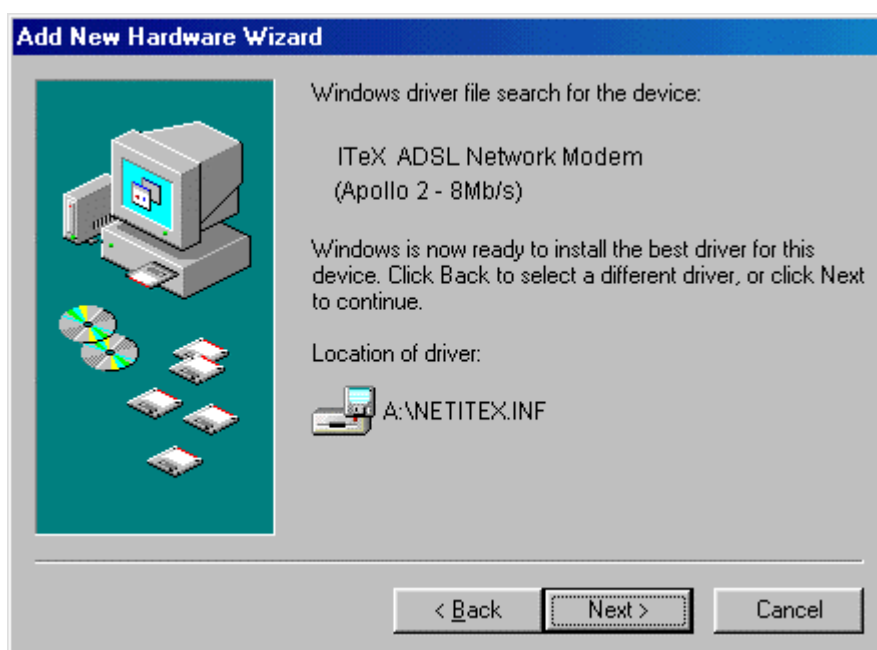 Add New Hardware Wizard
Windows driver file search for the device:
ITeX ADSL Network Modem
(Apollo 2 - 8Mb/s)
Windows is now ready to install the best driver for this
device. Click Back to select a different driver, or click Next
to continue.
Location of driver:
A:\NETITEX.INF
< Back
Next >
Cancel